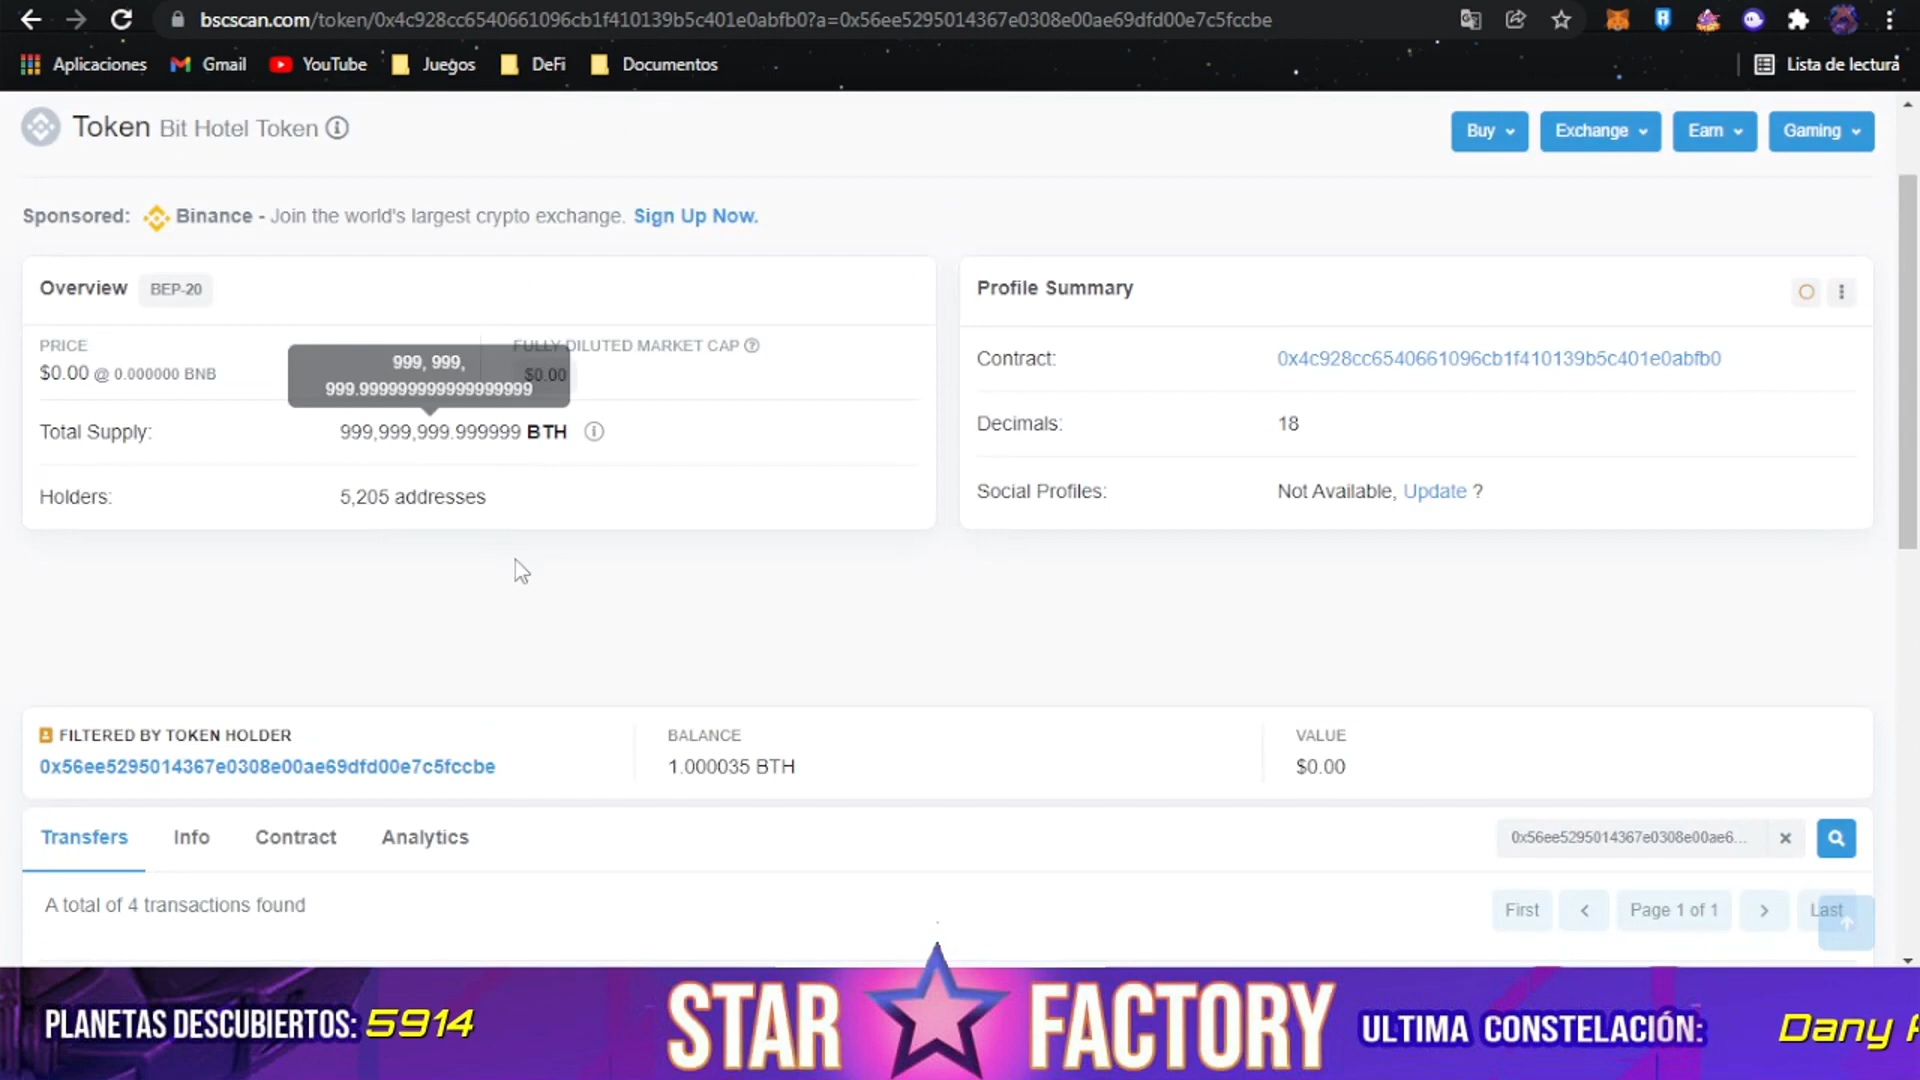 bscscan.com/token/0x4c928cc6540661096cb1f410139b5c401e0abfb0?a=0x56ee5295014367e0308e00ae69dfd00e7c5fccbe
Aplicaciones
Gmail
YouTube
Juegos
DeFi
Documentos
Lista de lectura
Token Bit Hotel Token
Buy
Exchange
Earn
Gaming
Sponsored: Binance - Join the world's largest crypto exchange. Sign Up Now.
Overview BEP-20
PRICE
$0.00 @ 0.000000 BNB
FULLY DILUTED MARKET CAP
$0.00
999, 999,
999.999999999999999999
Total Supply: 999,999,999.999999 BTH
Holders: 5,205 addresses
Profile Summary
Contract: 0x4c928cc6540661096cb1f410139b5c401e0abfb0
Decimals: 18
Social Profiles: Not Available, Update ?
FILTERED BY TOKEN HOLDER
0x56ee5295014367e0308e00ae69dfd00e7c5fccbe
BALANCE
1.000035 BTH
VALUE
$0.00
Transfers
Info
Contract
Analytics
0x56ee5295014367e0308e00ae6...
A total of 4 transactions found
First
Page 1 of 1
Last
PLANETAS DESCUBIERTOS: 5914
STAR FACTORY
ULTIMA CONSTELACIÓN:
Dany